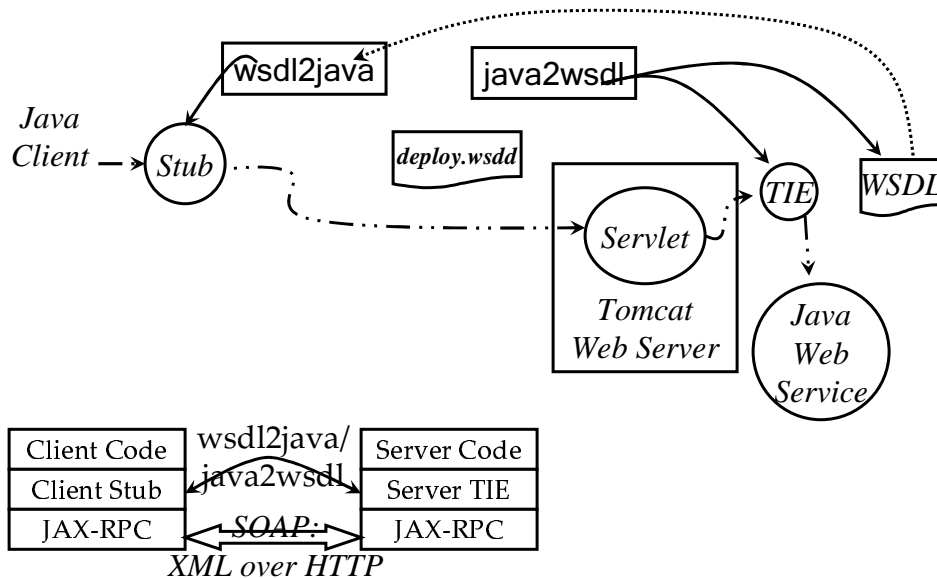 wsdl2java
java2wsdl
Java
Client
Stub
deploy.wsdd
TIE
WSDL
Servlet
Tomcat
Web Server
Java
Web
Service
Client Code
Client Stub
JAX-RPC
wsdl2java/
java2wsdl
SOAP:
XML over HTTP
Server Code
Server TIE
JAX-RPC